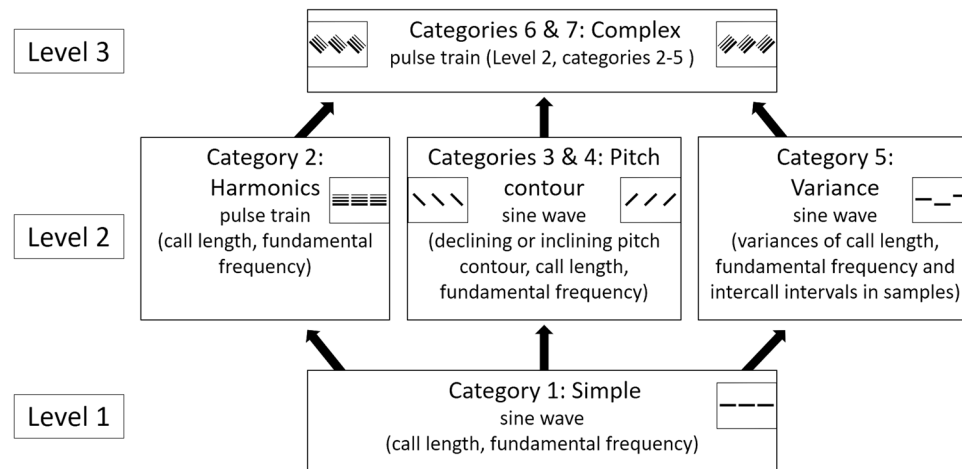 Level 3
Categories 6 & 7: Complex
pulse train (Level 2, categories 2-5 )
Level 2
Category 2:
Harmonics
pulse train
(call length, fundamental
frequency)
Categories 3 & 4: Pitch
contour
sine wave
(declining or inclining pitch
contour, call length,
fundamental frequency)
Category 5:
Variance
sine wave
(variances of call length,
fundamental frequency and
intercall intervals in samples)
Level 1
Category 1: Simple
sine wave
(call length, fundamental frequency)